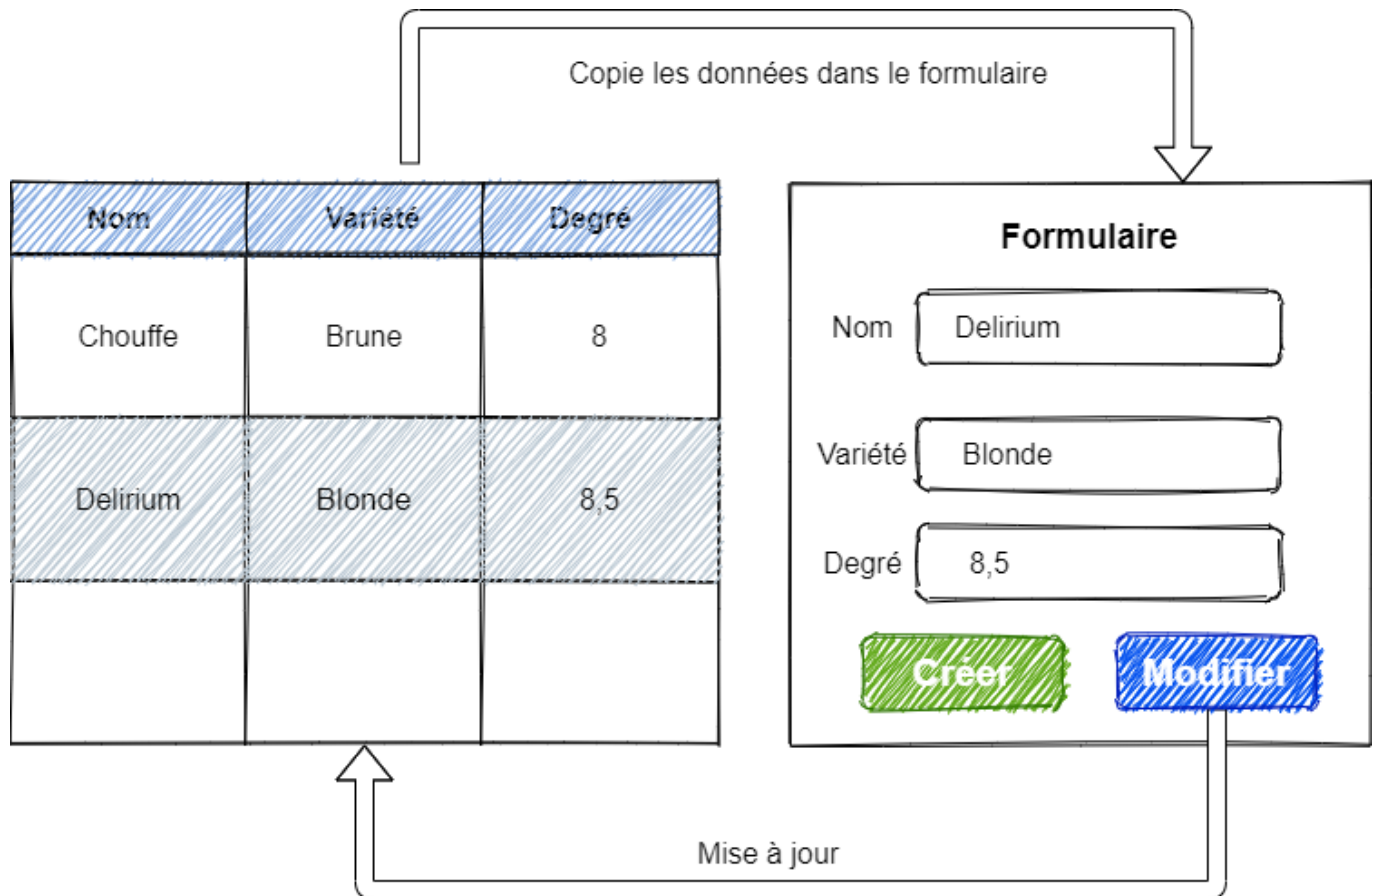 Copie les données dans le formulaire
Nom Variété Degré
Chouffe Brune 8
Delirium Blonde 8,5
Formulaire
Nom Delirium
Variété Blonde
Degré 8,5
Créer Modifier
Mise à jour